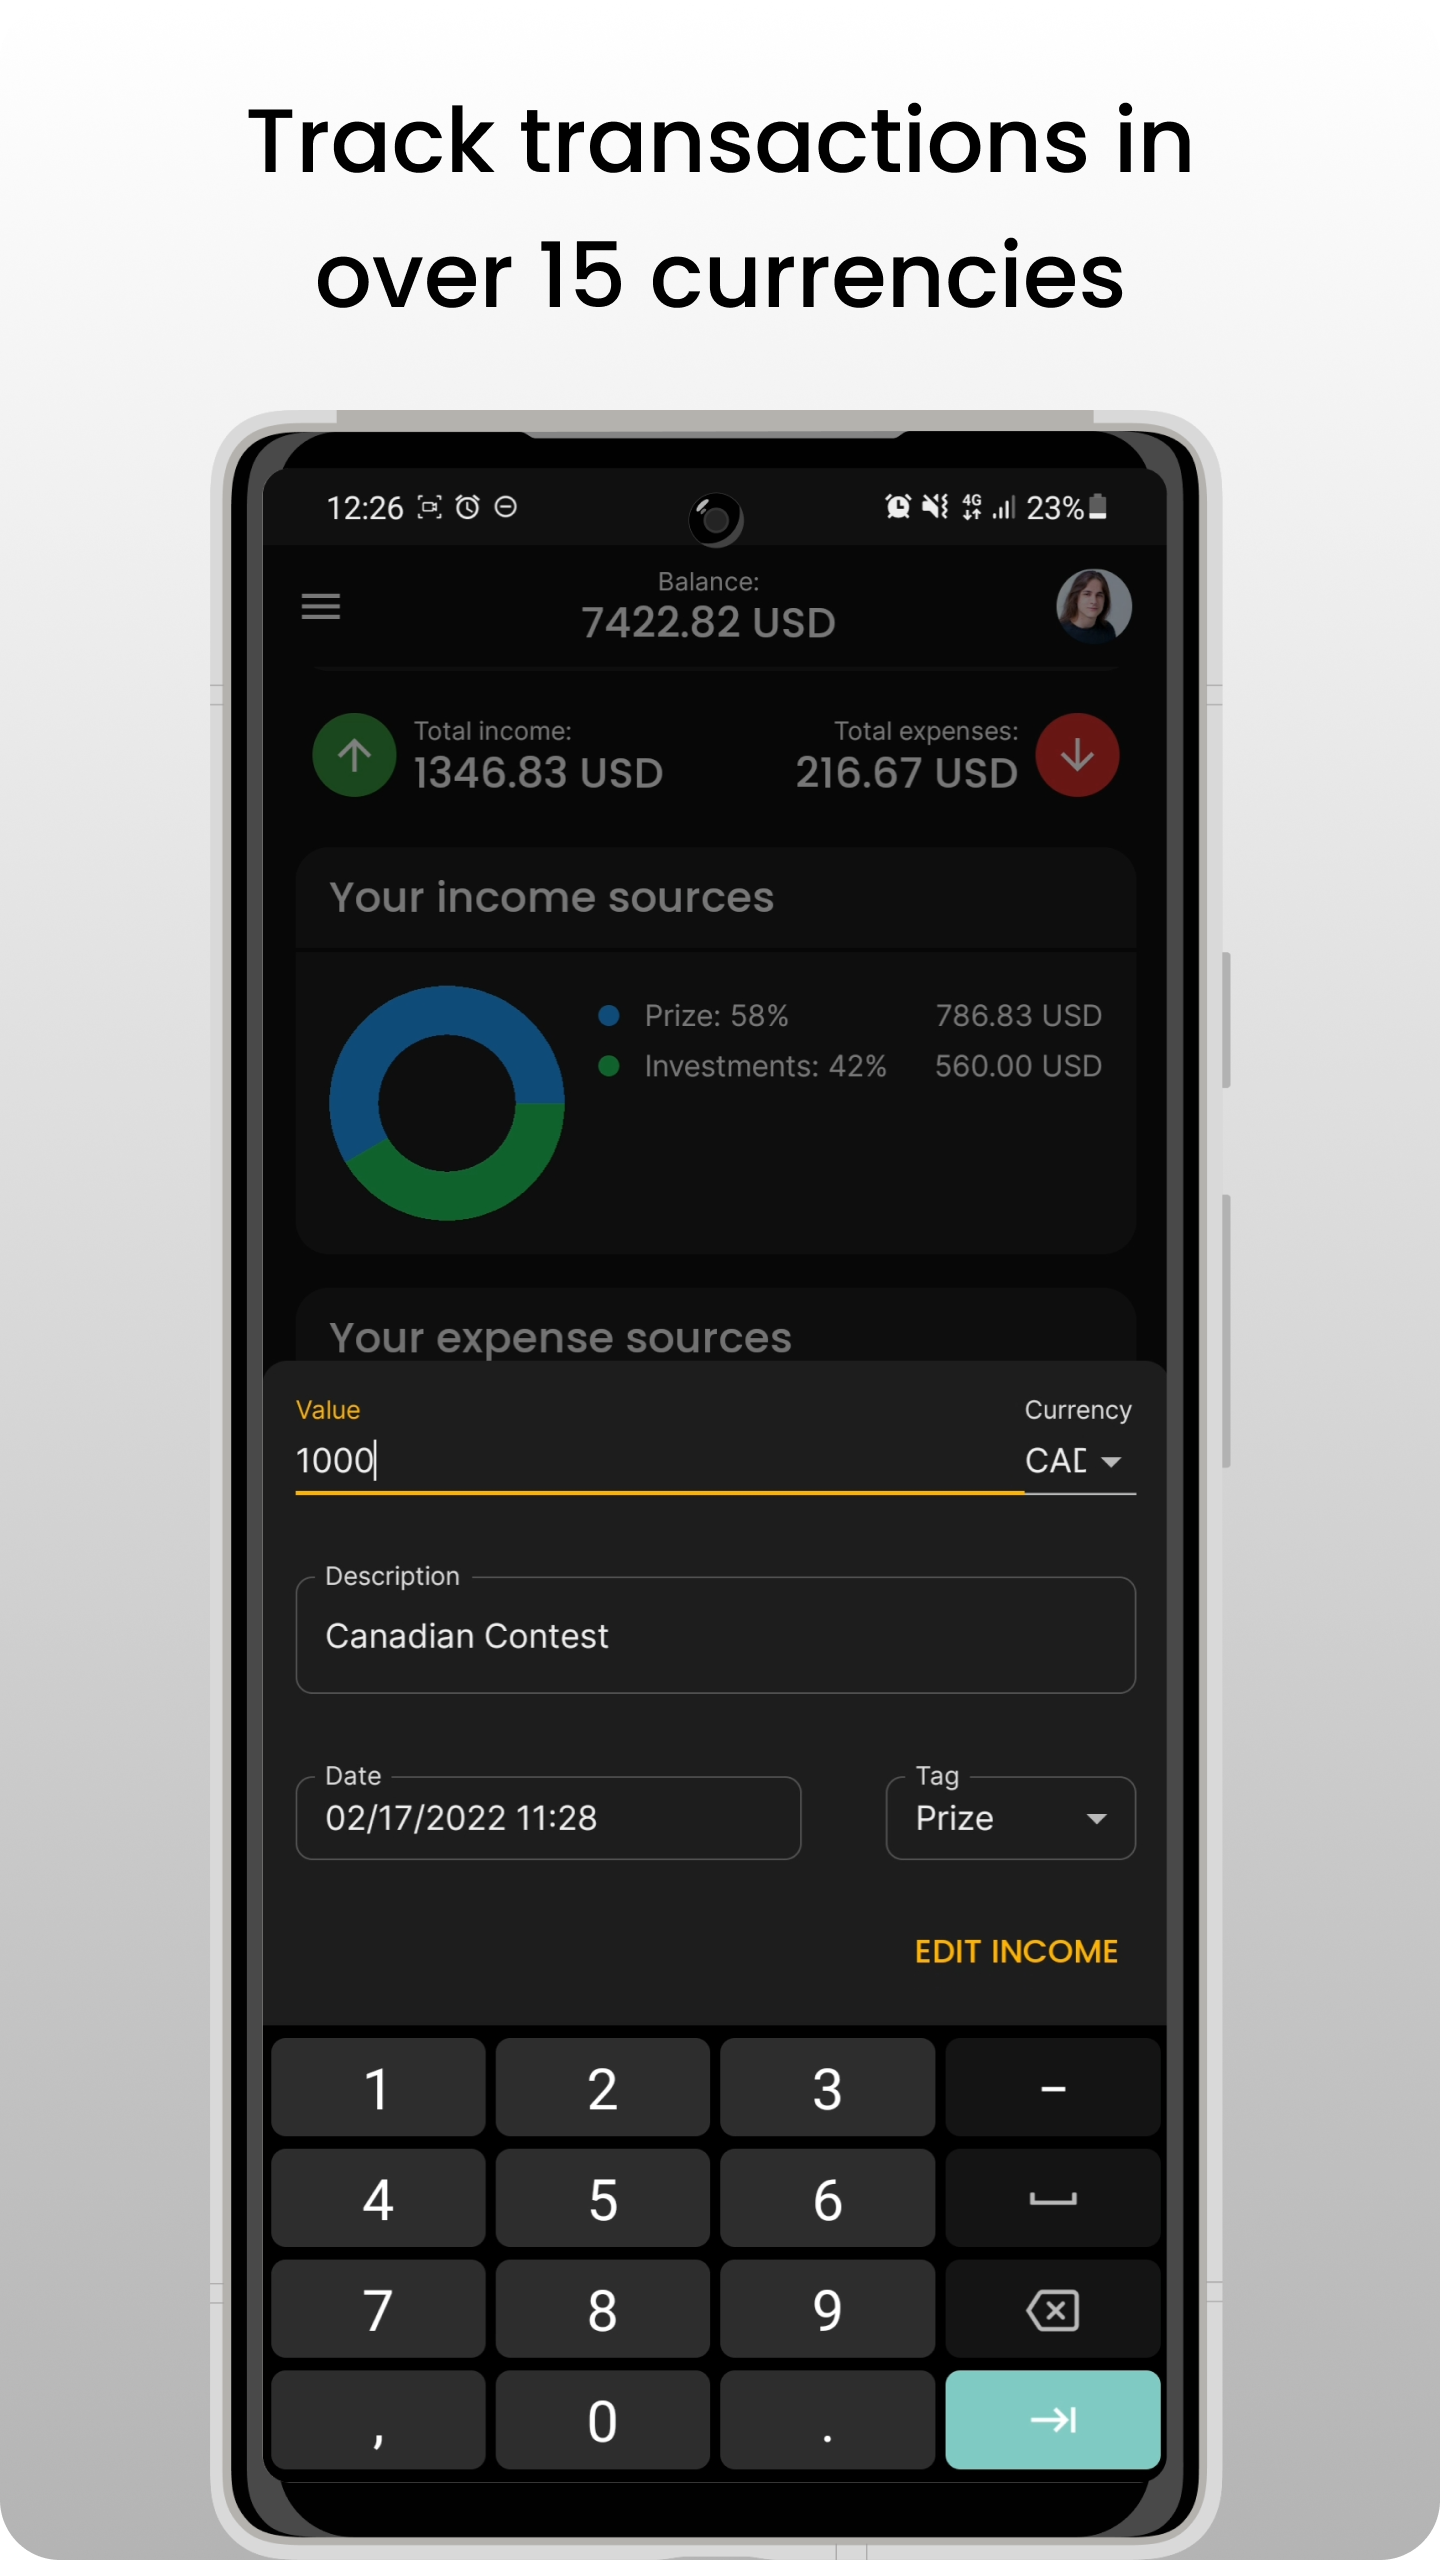 Track transactions in
over 15 currencies
12:26
4G
23%
Balance:
7422.82 USD
Total income:
1346.83 USD
Total expenses:
216.67 USD
Your income sources
Prize: 58% 786.83 USD
Investments: 42% 560.00 USD
Your expense sources
Value
1000
Currency
CAD
Description
Canadian Contest
Date
02/17/2022 11:28
Tag
Prize
EDIT INCOME
1 2 3 −
4 5 6
7 8 9
, 0 .